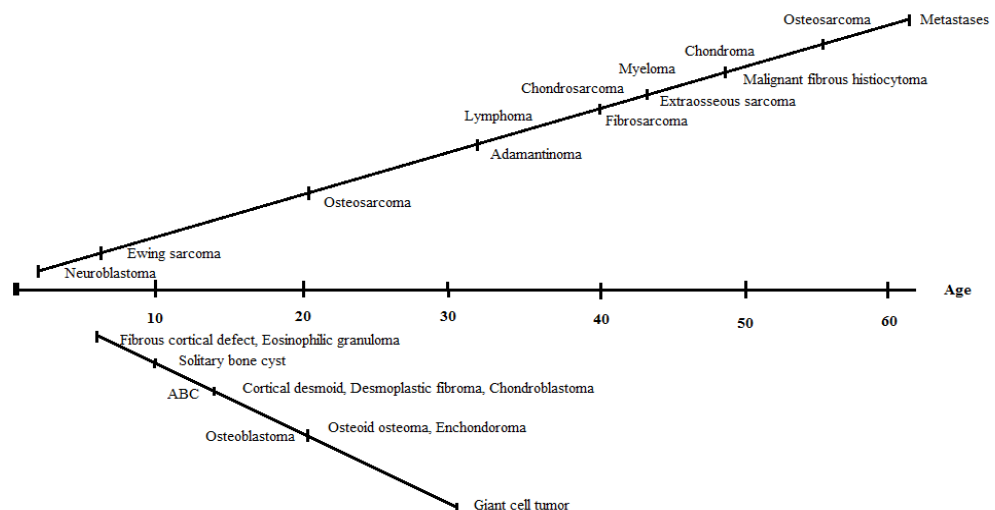 Osteosarcoma
Metastases
Chondroma
Myeloma
Malignant fibrous histiocytoma
Chondrosarcoma
Extraosseous sarcoma
Lymphoma
Fibrosarcoma
Adamantinoma
Osteosarcoma
Ewing sarcoma
Neuroblastoma
Age
10
20
30
40
50
60
Fibrous cortical defect, Eosinophilic granuloma
Solitary bone cyst
ABC
Cortical desmoid, Desmoplastic fibroma, Chondroblastoma
Osteoblastoma
Osteoid osteoma, Enchondoroma
Giant cell tumor